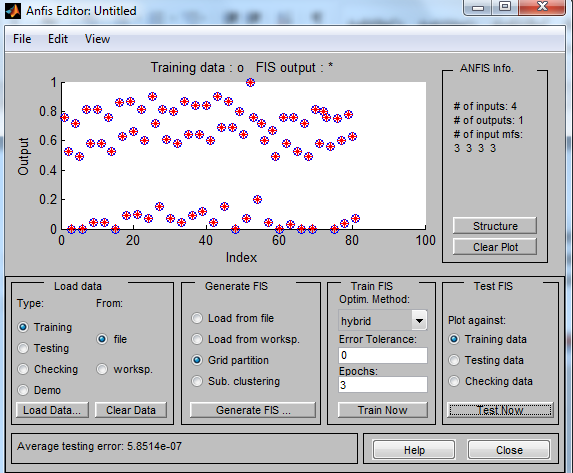 Anfis Editor: Untitled
File Edit View
Training data : o FIS output : *
1
0.8
0.6
0.4
0.2
0
Output
0 20 40 60 80 100
Index
ANFIS Info.
# of inputs: 4
# of outputs: 1
# of input mfs:
3 3 3 3
Structure
Clear Plot
Load data
Type: From:
Training
file
Testing
Checking
worksp.
Demo
Load Data... Clear Data
Generate FIS
Load from file
Load from worksp.
Grid partition
Sub. clustering
Generate FIS ...
Train FIS
Optim. Method:
hybrid
Error Tolerance:
0
Epochs:
3
Train Now
Test FIS
Plot against:
Training data
Testing data
Checking data
Test Now
Average testing error: 5.8514e-07
Help
Close